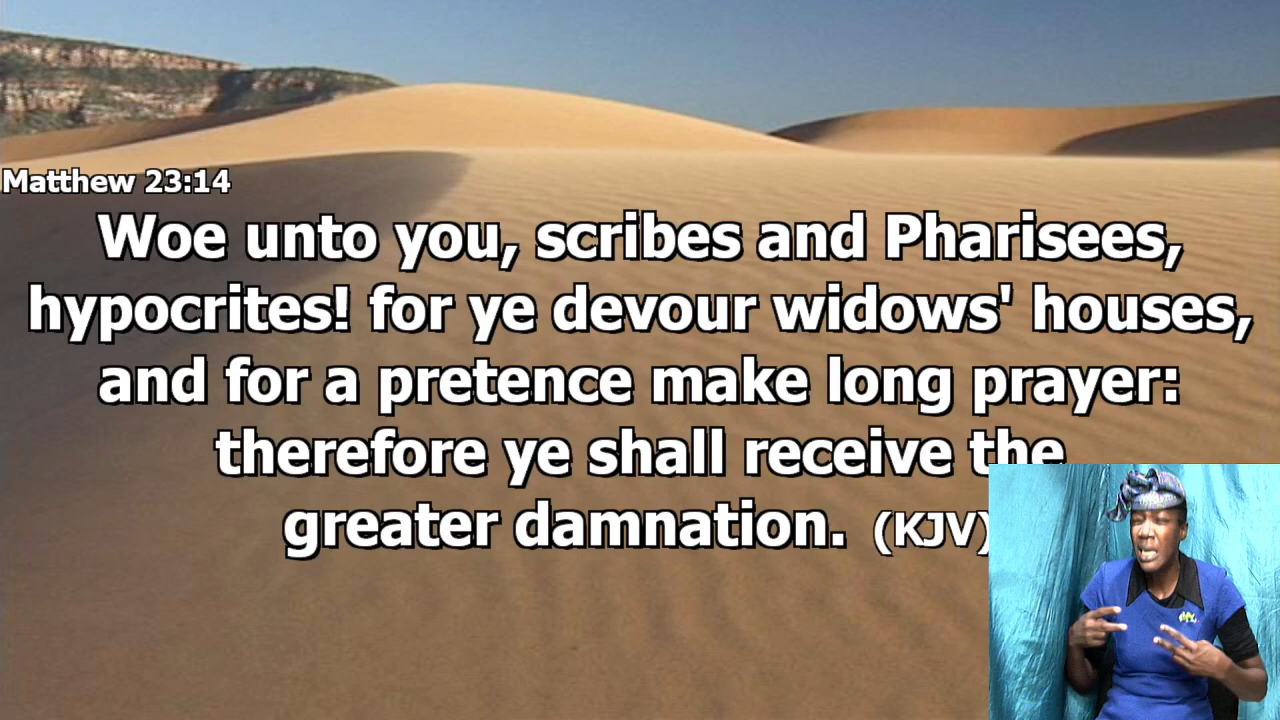 Matthew 23:14
Woe unto you, scribes and Pharisees,
hypocrites! for ye devour widows' houses,
and for a pretence make long prayer:
therefore ye shall receive the
greater damnation. (KJV)